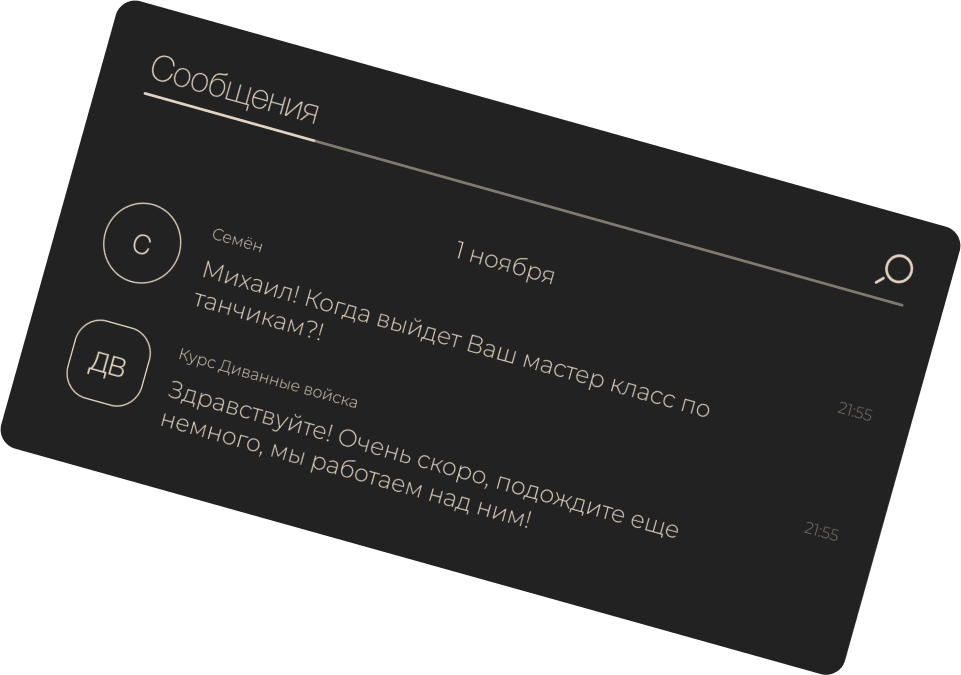 Сообщения
1 ноября
С
Семён
Михаил! Когда выйдет Ваш мастер класс по
танчикам?!
21:55
ДВ
Курс Диванные войска
Здравствуйте! Очень скоро, подождите еще
немного, мы работаем над ним!
21:55